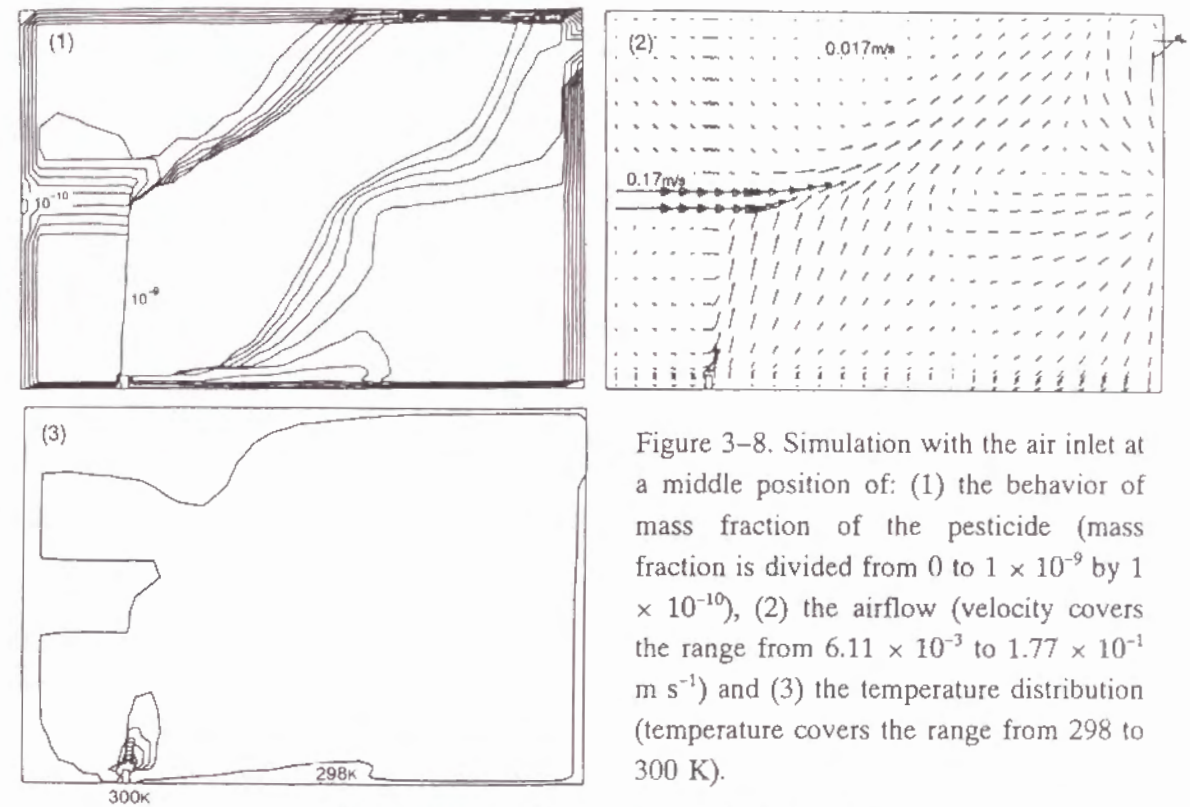 (1)
10⁻¹⁰
10⁻⁹
(2)
0.017m/s
0.17m/s
(3)
298K
300K
Figure 3–8. Simulation with the air inlet at
a middle position of: (1) the behavior of
mass fraction of the pesticide (mass
fraction is divided from 0 to 1 × 10⁻⁹ by 1
× 10⁻¹⁰), (2) the airflow (velocity covers
the range from 6.11 × 10⁻³ to 1.77 × 10⁻¹
m s⁻¹) and (3) the temperature distribution
(temperature covers the range from 298 to
300 K).